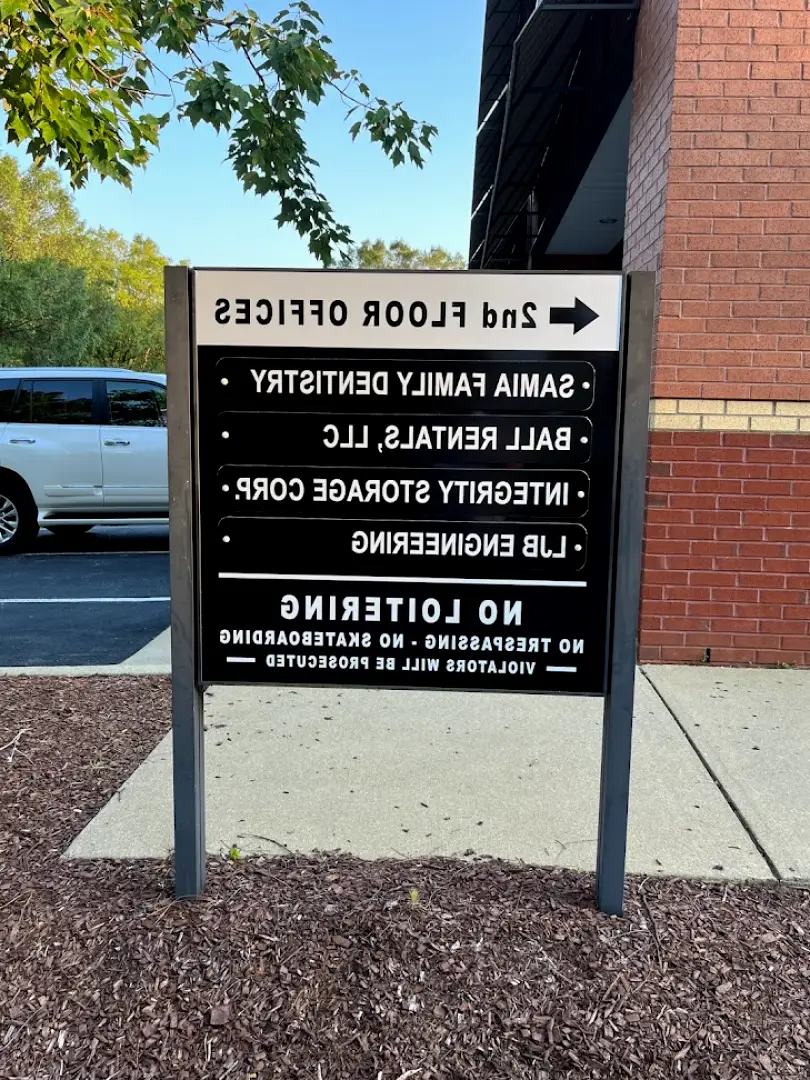 2nd FLOOR OFFICES
SAMIA FAMILY DENTISTRY
BALL RENTALS, LLC
INTEGRITY STORAGE CORP.
LJB ENGINEERING
NO LOITERING
NO TRESPASSING - NO SKATEBOARDING
VIOLATORS WILL BE PROSECUTED